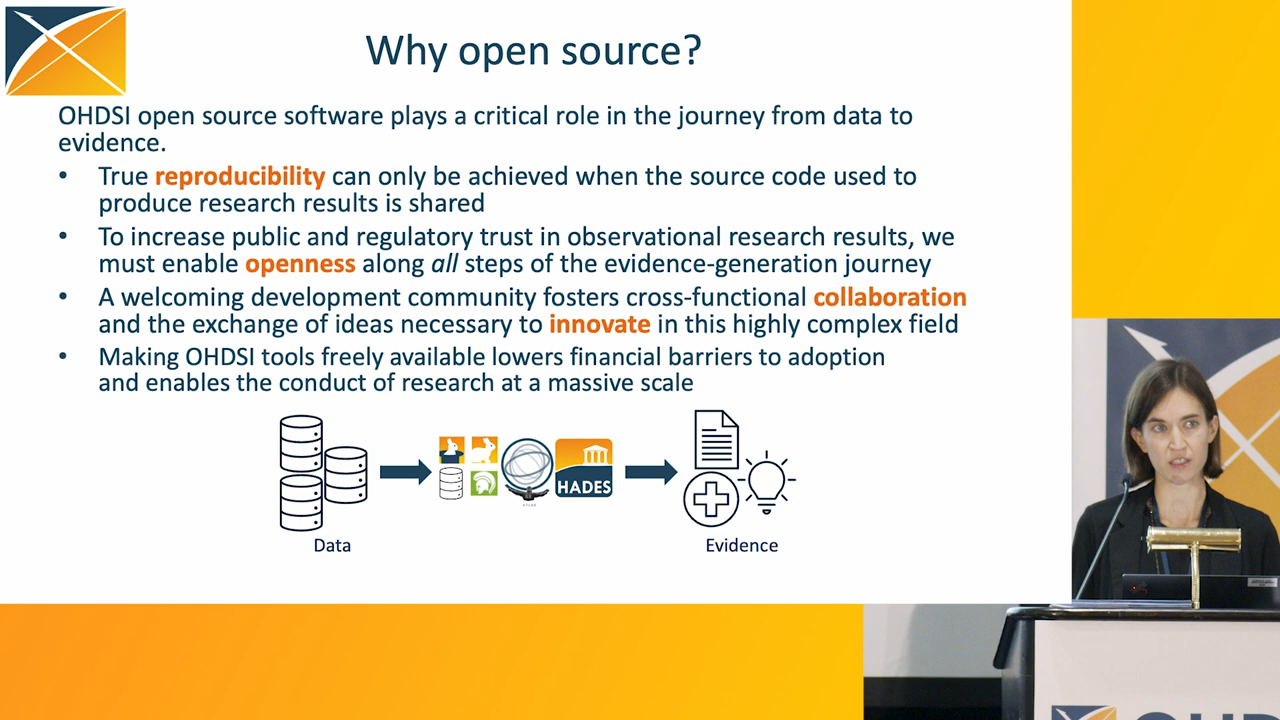 Why open source?
OHDSI open source software plays a critical role in the journey from data to
evidence.
• True reproducibility can only be achieved when the source code used to
produce research results is shared
• To increase public and regulatory trust in observational research results, we
must enable openness along all steps of the evidence-generation journey
• A welcoming development community fosters cross-functional collaboration
and the exchange of ideas necessary to innovate in this highly complex field
• Making OHDSI tools freely available lowers financial barriers to adoption
and enables the conduct of research at a massive scale
ATLAS
HADES
Data
Evidence
OHD